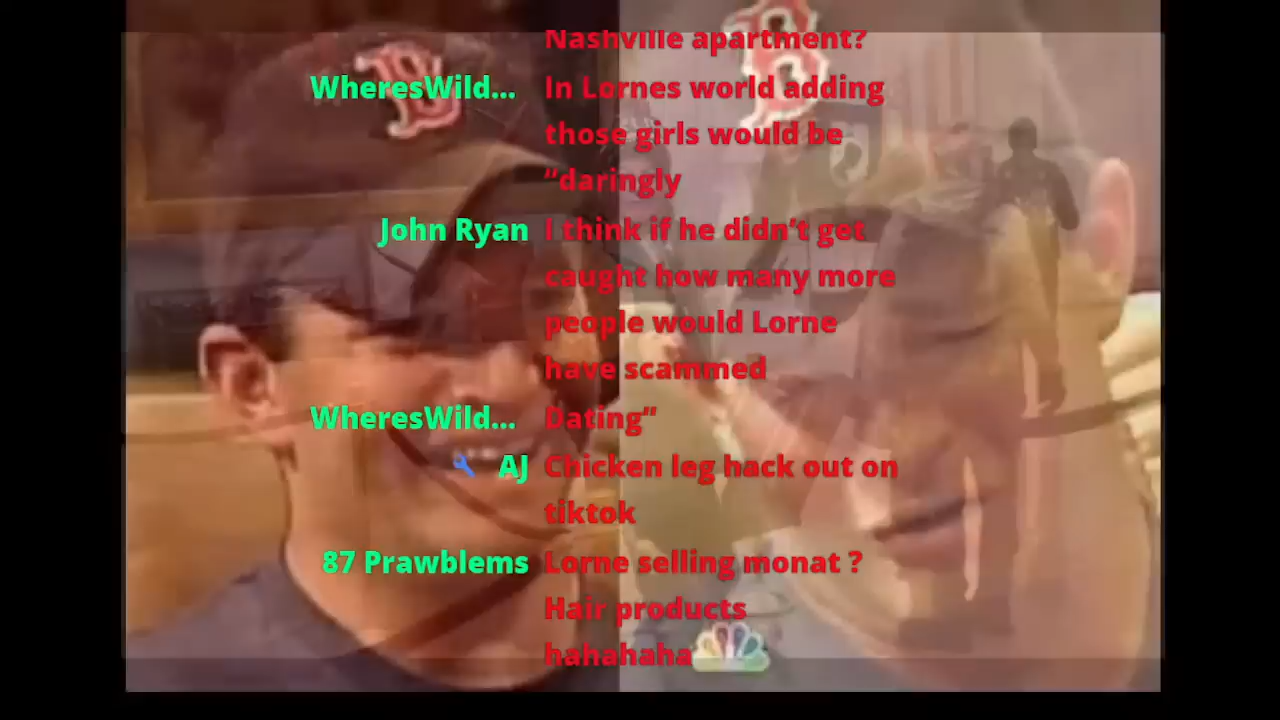 Nashville apartment?
WheresWild... In Lornes world adding
those girls would be
“daringly
John Ryan I think if he didn’t get
caught how many more
people would Lorne
have scammed
WheresWild... Dating“
AJ Chicken leg hack out on
tiktok
87 Prawblems Lorne selling monat ?
Hair products
hahahaha